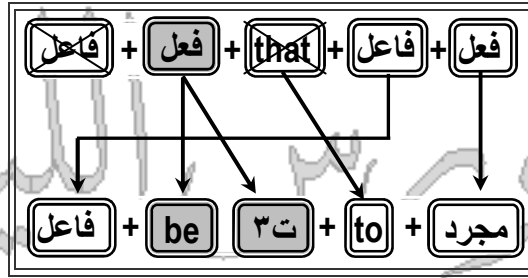 فاعل + فعل + that + فاعل + فعل
فاعل + be ت٣ + to + مجرد